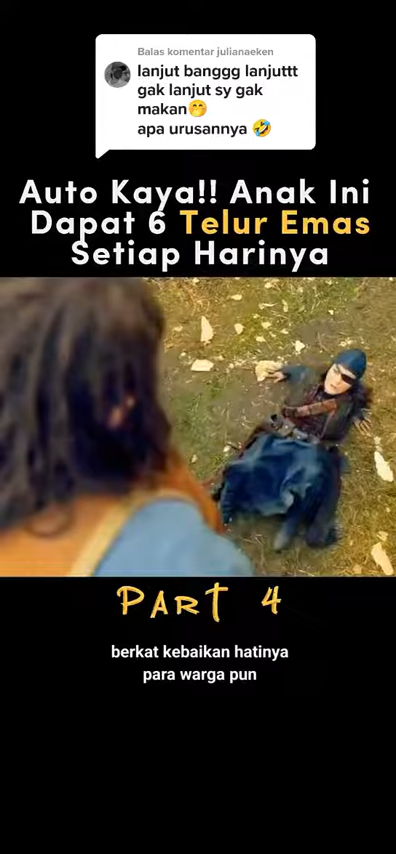 Balas komentar julianaeken
lanjut banggg lanjuttt
gak lanjut sy gak
makan🤭
apa urusannya 🤣
Auto Kaya!! Anak Ini
Dapat 6 Telur Emas
Setiap Harinya
PART 4
berkat kebaikan hatinya
para warga pun